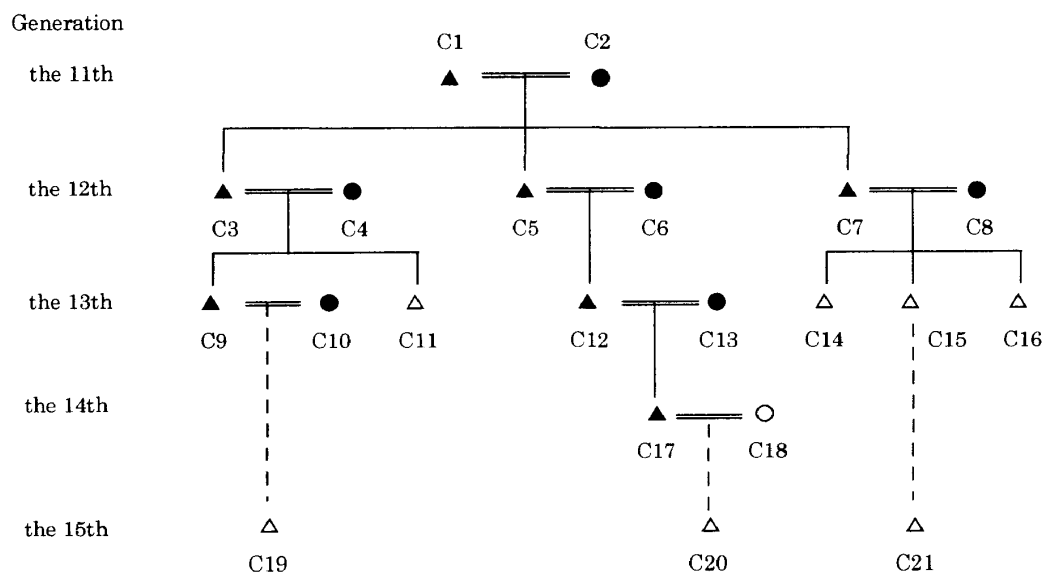 Generation
C1 C2
the 11th
the 12th
C3 C4 C5 C6 C7 C8
the 13th
C9 C10 C11 C12 C13 C14 C15 C16
the 14th
C17 C18
the 15th
C19 C20 C21